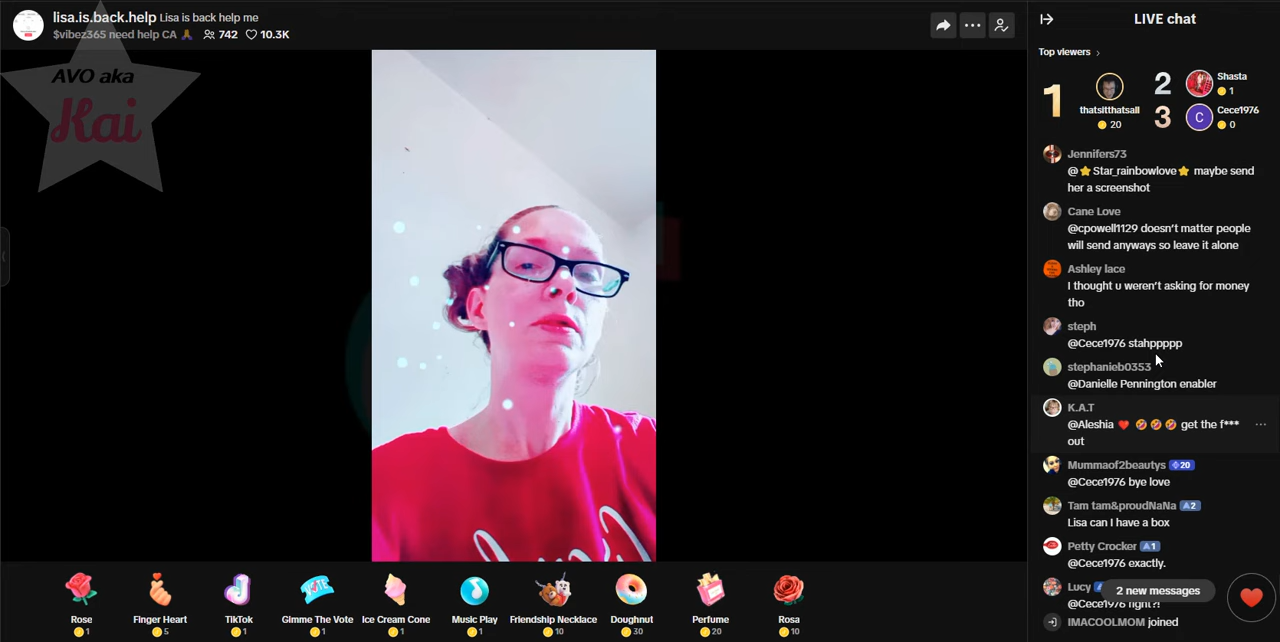 lisa.is.back.help Lisa is back help me
$vibez365 need help CA 🙏 742 10.3K
AVO aka
Kai
LIVE chat
Top viewers >
1 thatsitthatsall 20
2 Shasta 1
3 C Cece1976 0
Jennifers73
@⭐Star_rainbowlove⭐ maybe send
her a screenshot
Cane Love
@cpowell1129 doesn't matter people
will send anyways so leave it alone
Ashley lace
I thought u weren't asking for money
tho
steph
@Cece1976 stahppppp
stephanieb0353
@Danielle Pennington enabler
K.A.T
@Aleshia ❤️ 🤣🤣🤣 get the f***
out
Mummaof2beautys 20
@Cece1976 bye love
Tam tam&proudNaNa 2
Lisa can I have a box
Petty Crocker 1
@Cece1976 exactly.
Lucy
2 new messages
@Cece1976 right?!
IMACOOLMOM joined
Rose
1
Finger Heart
5
TikTok
1
VOTE
Gimme The Vote
1
Ice Cream Cone
1
Music Play
1
Friendship Necklace
10
Doughnut
30
Perfume
20
Rosa
10